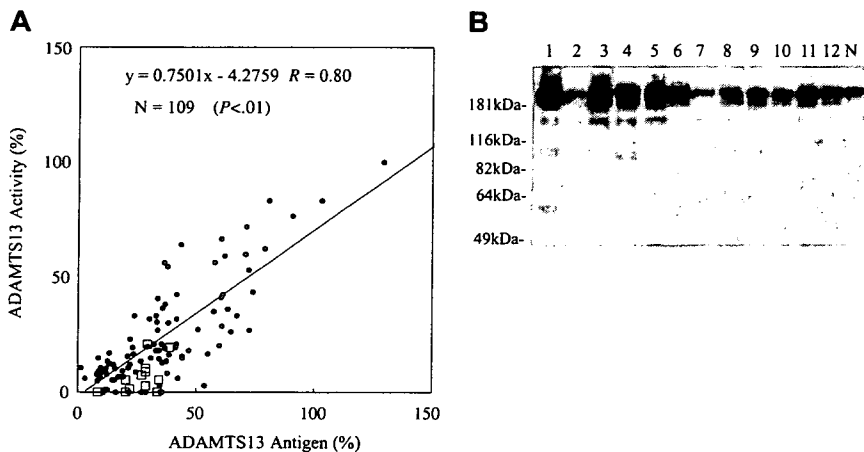 A
150
y = 0.7501x - 4.2759 R = 0.80
N = 109 (P<.01)
100
50
0
0 50 100 150
ADAMTS13 Activity (%)
ADAMTS13 Antigen (%)
B
1 2 3 4 5 6 7 8 9 10 11 12 N
181kDa-
116kDa-
82kDa-
64kDa-
49kDa-